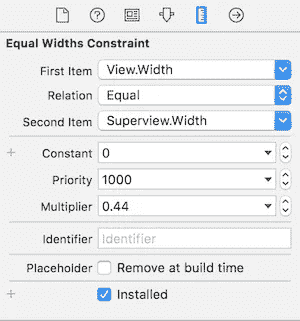 Equal Widths Constraint
First Item View.Width
Relation Equal
Second Item Superview.Width
Constant 0
Priority 1000
Multiplier 0.44
Identifier Identifier
Placeholder Remove at build time
Installed